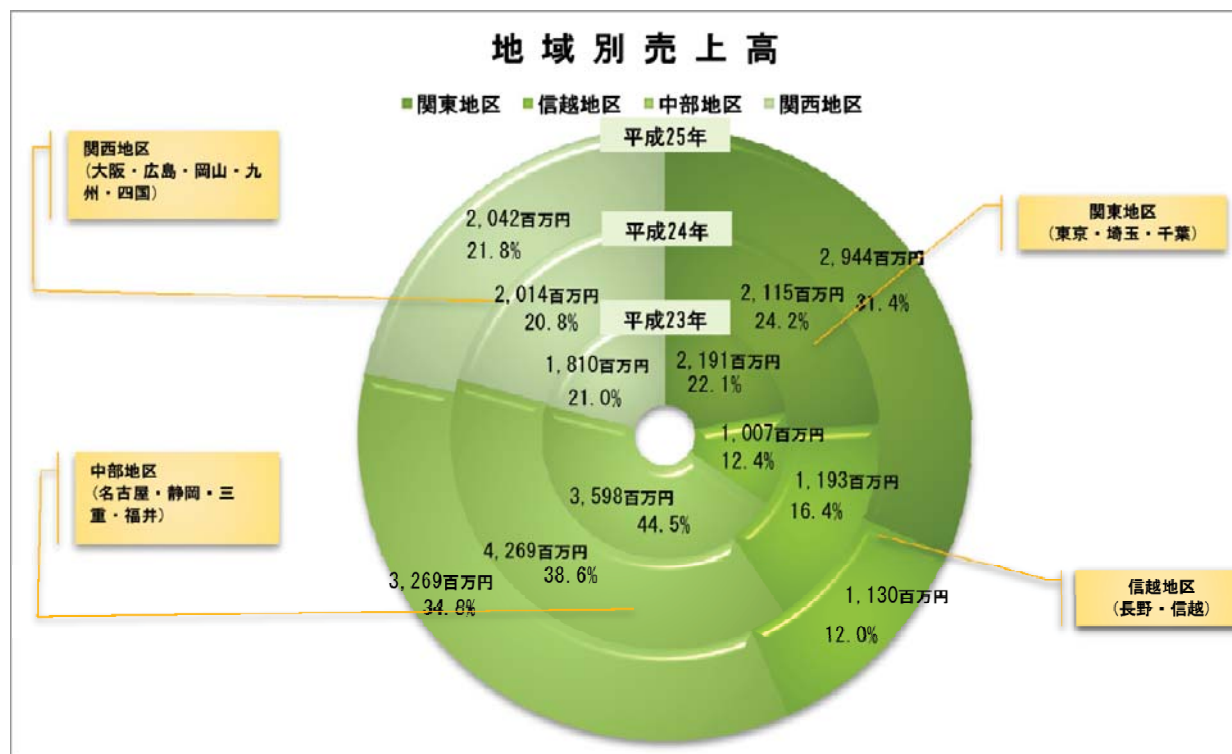 地域別売上高
■関東地区 ■信越地区 ■中部地区 ■関西地区
平成25年
関西地区
(大阪・広島・岡山・九
州・四国)
2,042百万円
21.8%
平成24年
関東地区
(東京・埼玉・千葉)
2,944百万円
31.4%
2,014百万円
20.8%
2,115百万円
24.2%
平成23年
1,810百万円
21.0%
2,191百万円
22.1%
1,007百万円
12.4%
中部地区
(名古屋・静岡・三
重・福井)
3,598百万円
44.5%
1,193百万円
16.4%
4,269百万円
38.6%
3,269百万円
34.8%
1,130百万円
12.0%
信越地区
(長野・信越)